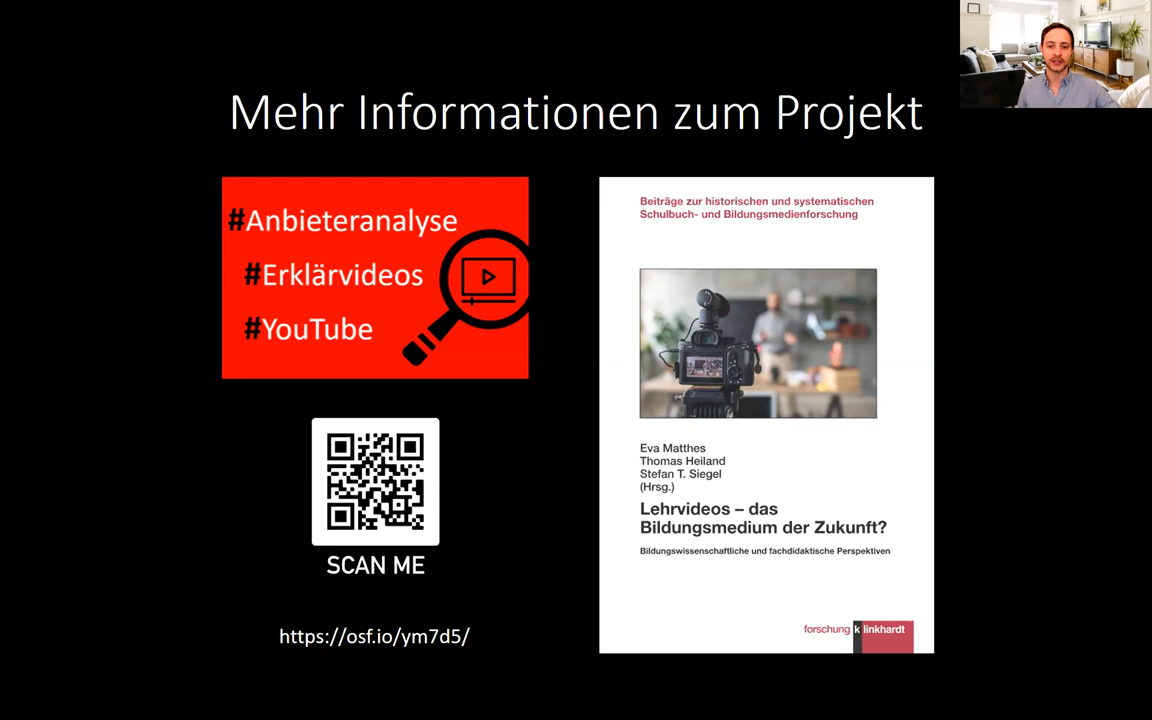 Mehr Informationen zum Projekt
#Anbieteranalyse
#Erklärvideos
#YouTube
SCAN ME
https://osf.io/ym7d5/
Beiträge zur historischen und systematischen
Schulbuch- und Bildungsmedienforschung
Eva Matthes
Thomas Heiland
Stefan T. Siegel
(Hrsg.)
Lehrvideos – das
Bildungsmedium der Zukunft?
Bildungswissenschaftliche und fachdidaktische Perspektiven
forschung klinkhardt